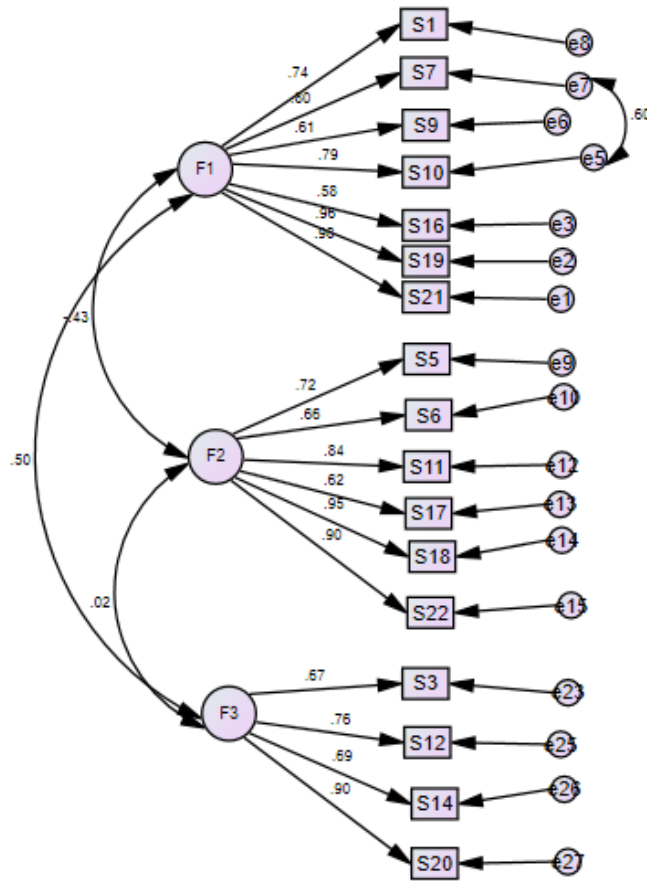 S1
e8
.74
S7
e7
.60
.60
S9
e6
.61
F1
.79
S10
e5
.58
S16
e3
.96
S19
e2
S21
e1
-.43
S5
e9
.72
S6
e10
.66
F2
.84
S11
e12
.50
.62
S17
e13
.95
S18
e14
.90
S22
e15
.02
.67
S3
e23
F3
.76
S12
e25
.69
S14
e26
.90
S20
e27